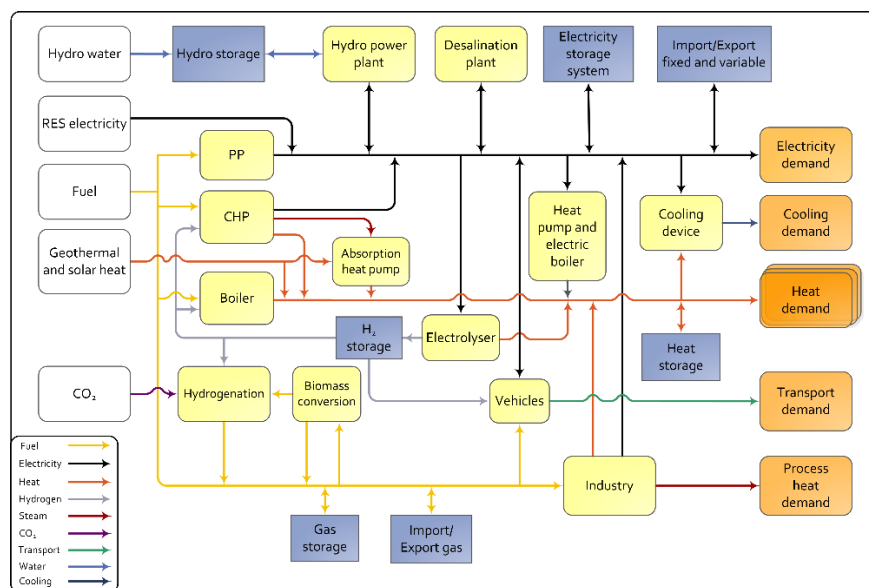 Hydro water
Hydro storage
Hydro power
plant
Desalination
plant
Electricity
storage
system
Import/Export
fixed and variable
RES electricity
PP
Electricity
demand
Fuel
CHP
Heat
pump and
electric
boiler
Cooling
device
Cooling
demand
Geothermal
and solar heat
Absorption
heat pump
Boiler
Heat
demand
H₂
storage
Electrolyser
Heat
storage
CO₂
Hydrogenation
Biomass
conversion
Vehicles
Transport
demand
Fuel
Electricity
Heat
Hydrogen
Steam
CO₂
Transport
Water
Cooling
Industry
Process
heat
demand
Gas
storage
Import/
Export gas